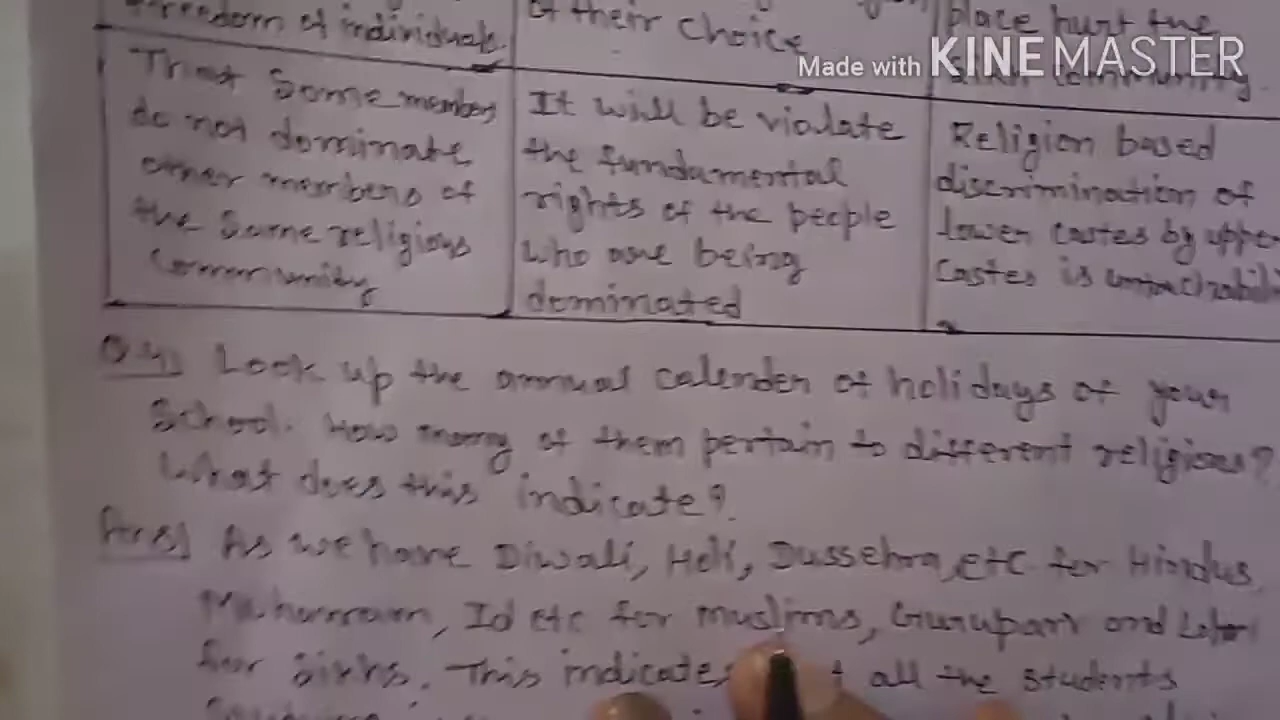 freedom of individuals.
of their choice
place hurt the
Made with KINEMASTER
community.
That Some members
do not dominate
other members of
the Same religious
Community
It will be violate
the fundamental
rights of the people
who are being
dominated
Religion based
discrimination of
lower castes by upper
castes is untouchabili
Q4) Look up the annual calender of holidays of your
School. How many of them pertain to different religions?
What does this indicate?
Ans) As we have Diwali, Holi, Dussehra, etc for Hindus,
Muharram, Id etc for muslims, Gurupurv and
for Sikhs. This indicates all the students